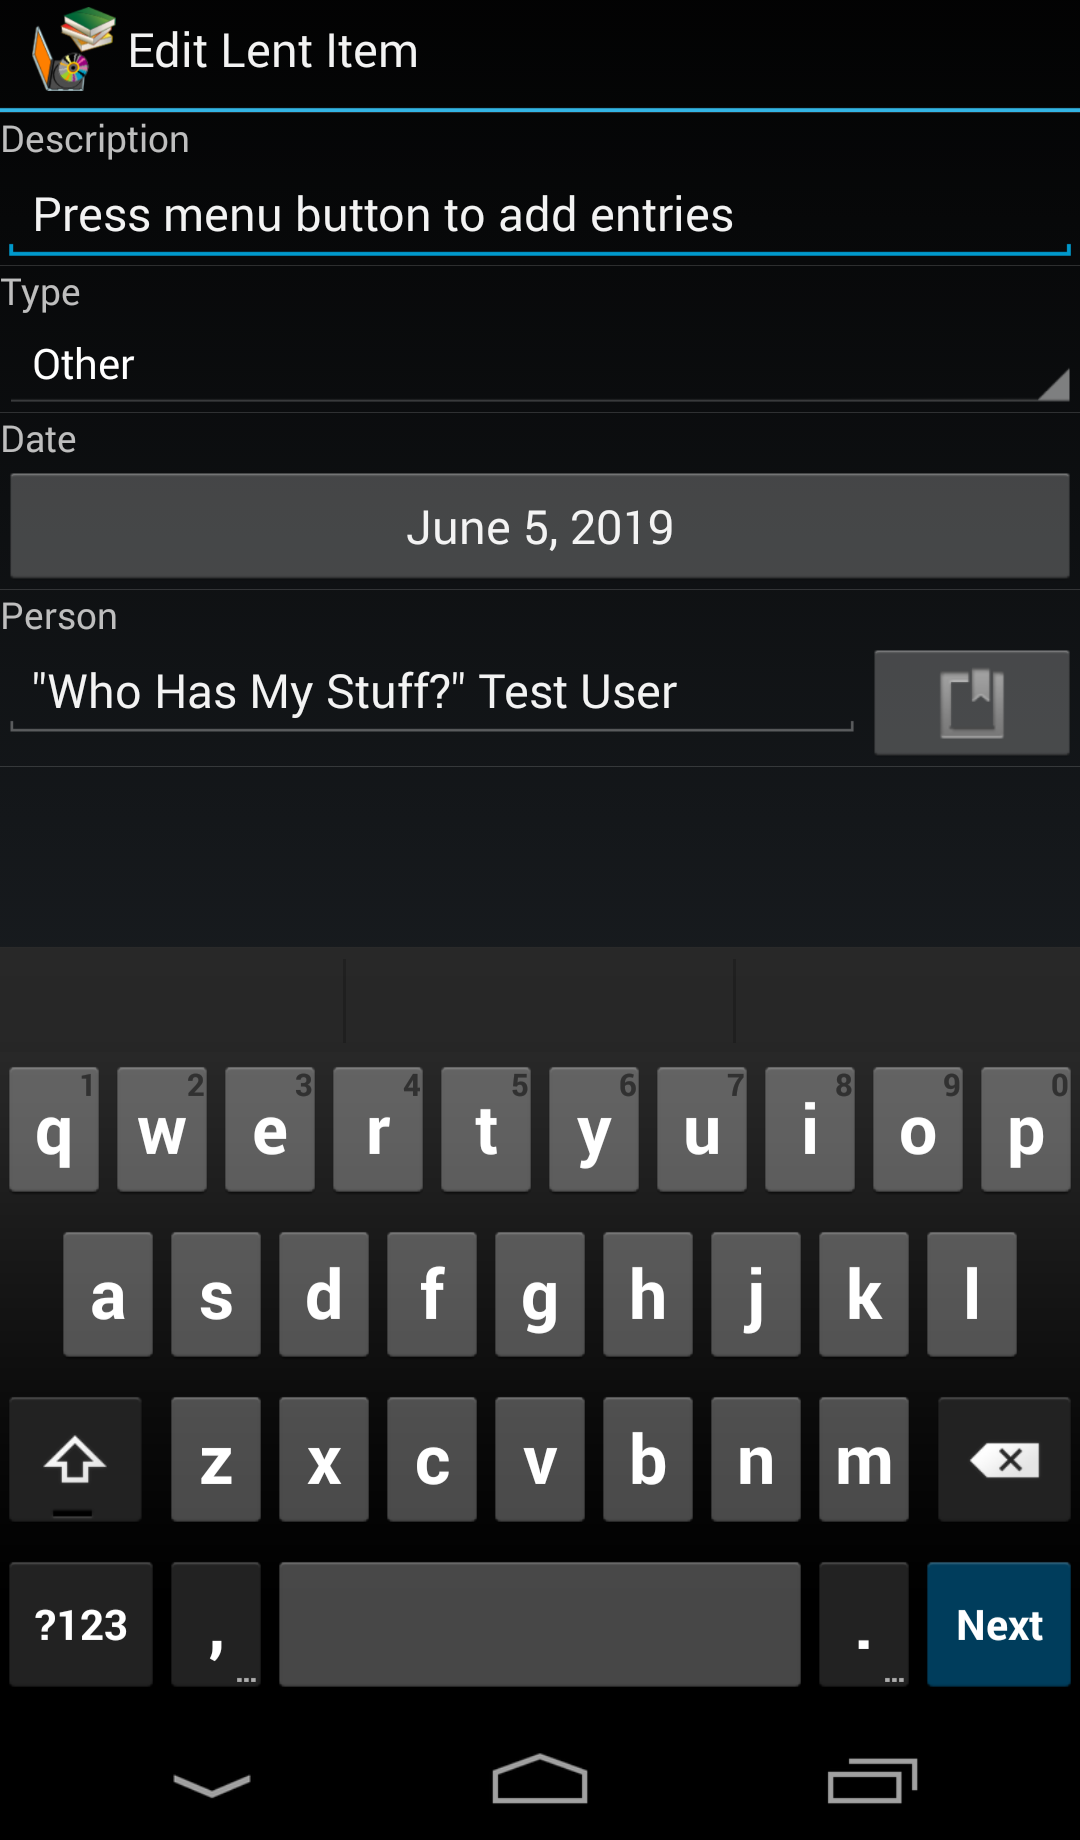 Edit Lent Item
Description
Press menu button to add entries
Type
Other
Date
June 5, 2019
Person
"Who Has My Stuff?" Test User
1 2 3 4 5 6 7 8 9 0
q w e r t y u i o p
a s d f g h j k l
z x c v b n m
?123 , ... . ... Next